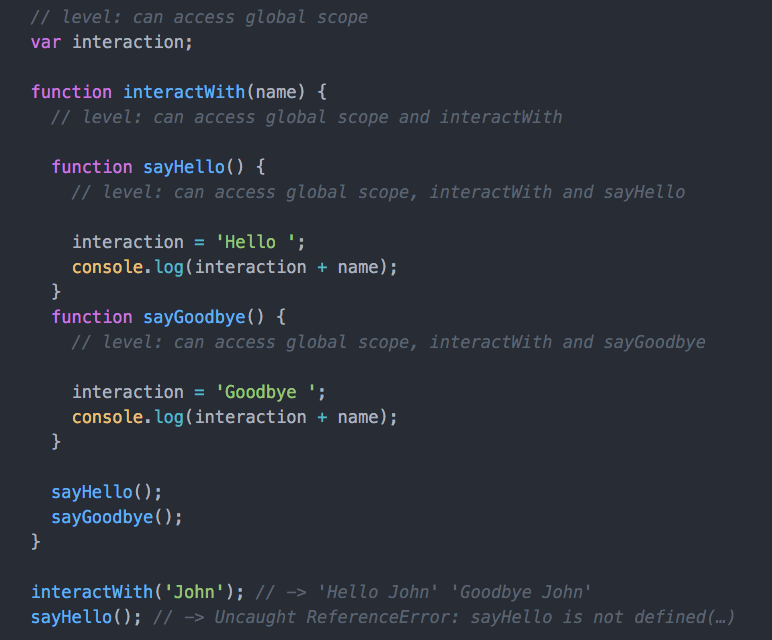 // level: can access global scope
var interaction;

function interactWith(name) {
  // level: can access global scope and interactWith

  function sayHello() {
    // level: can access global scope, interactWith and sayHello

    interaction = 'Hello ';
    console.log(interaction + name);
  }
  function sayGoodbye() {
    // level: can access global scope, interactWith and sayGoodbye

    interaction = 'Goodbye ';
    console.log(interaction + name);
  }

  sayHello();
  sayGoodbye();
}

interactWith('John'); // -> 'Hello John' 'Goodbye John'
sayHello(); // -> Uncaught ReferenceError: sayHello is not defined(…)